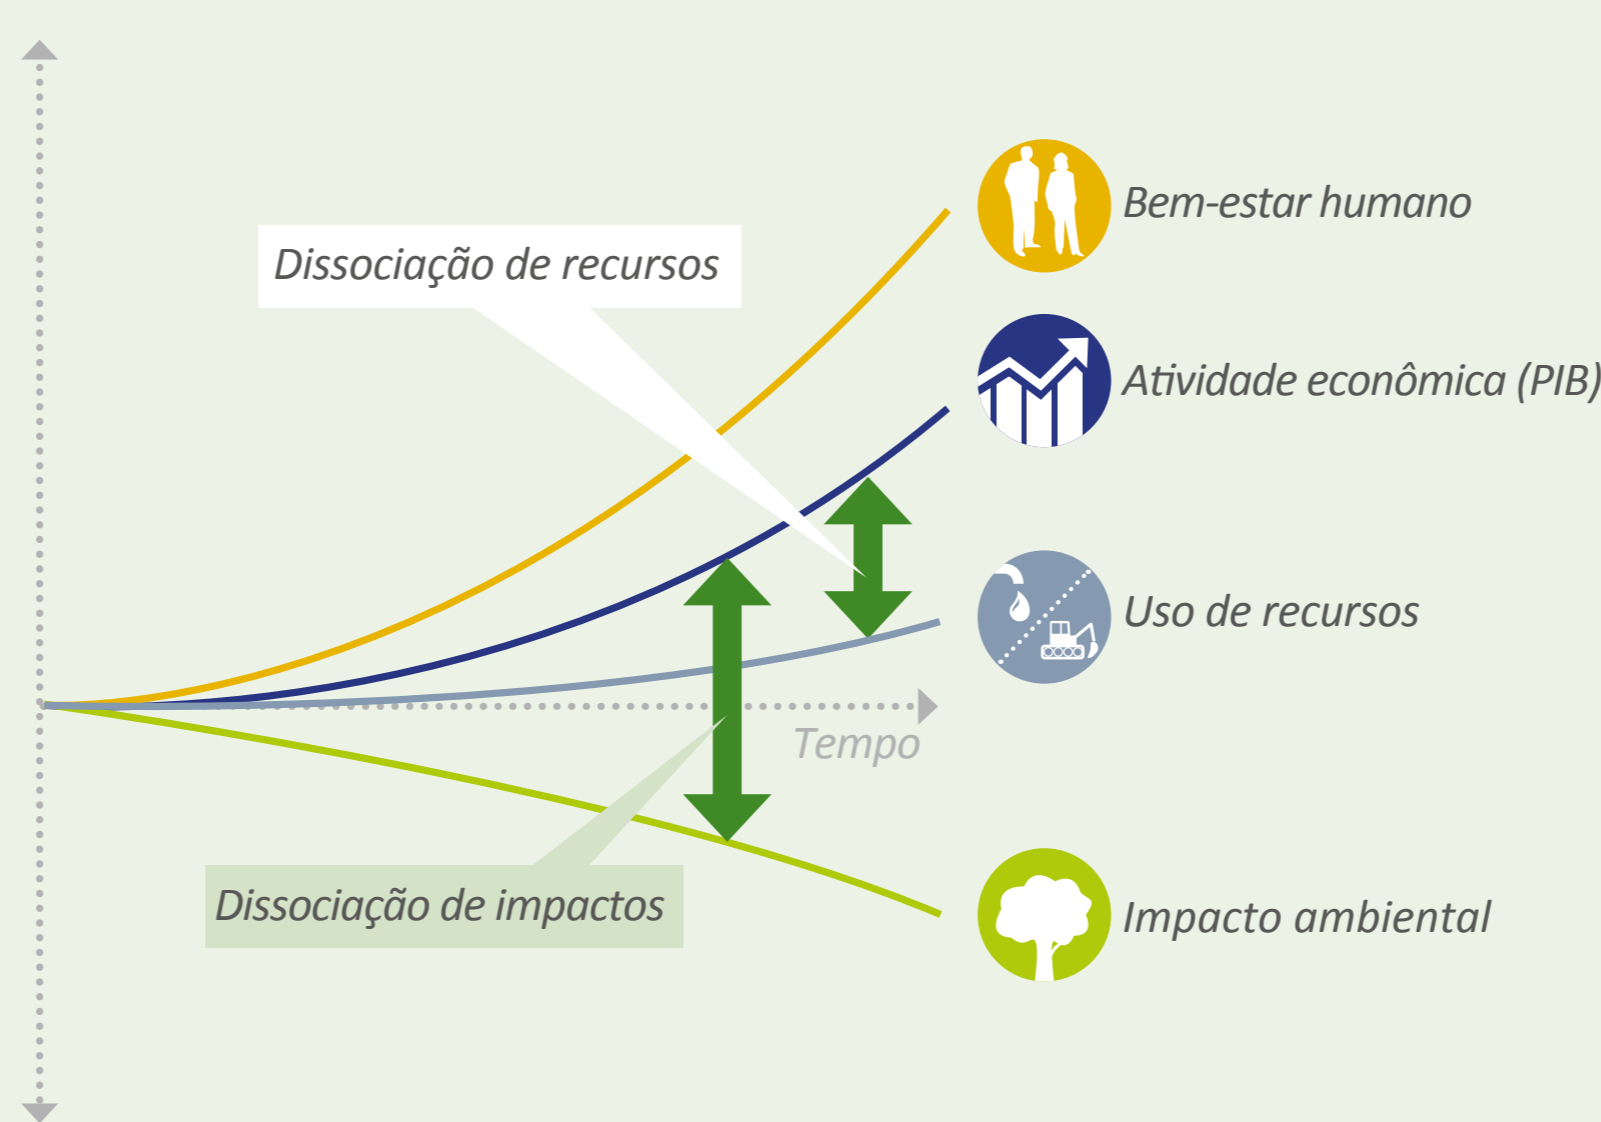 Bem-estar humano
Dissociação de recursos
Atividade econômica (PIB)
Uso de recursos
Tempo
Dissociação de impactos
Impacto ambiental